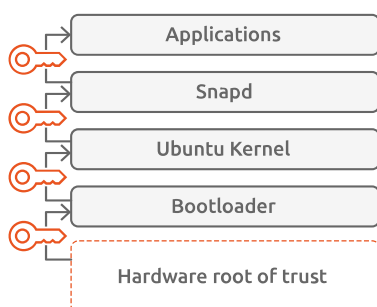 Applications
Snapd
Ubuntu Kernel
Bootloader
Hardware root of trust